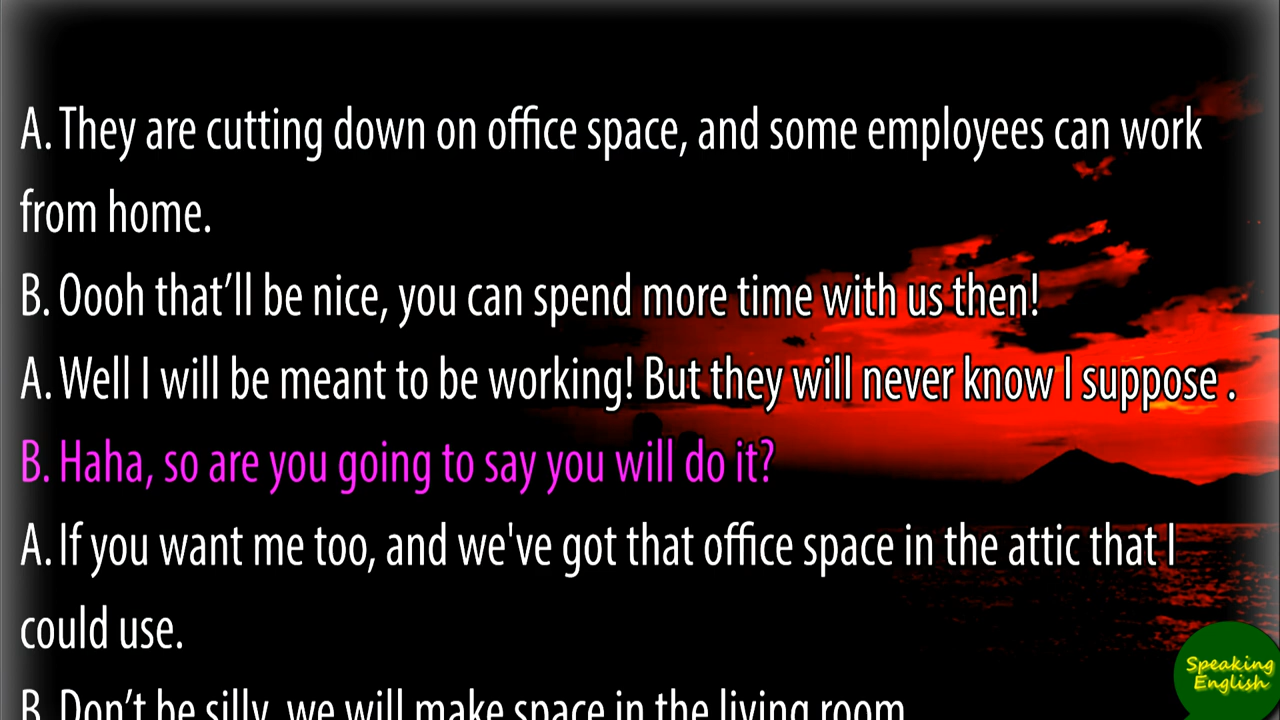 A. They are cutting down on office space, and some employees can work
from home.
B. Oooh that’ll be nice, you can spend more time with us then!
A. Well I will be meant to be working! But they will never know I suppose .
B. Haha, so are you going to say you will do it?
A. If you want me too, and we've got that office space in the attic that I
could use.
B. Don’t be silly, we will make space in the living room
Speaking
English